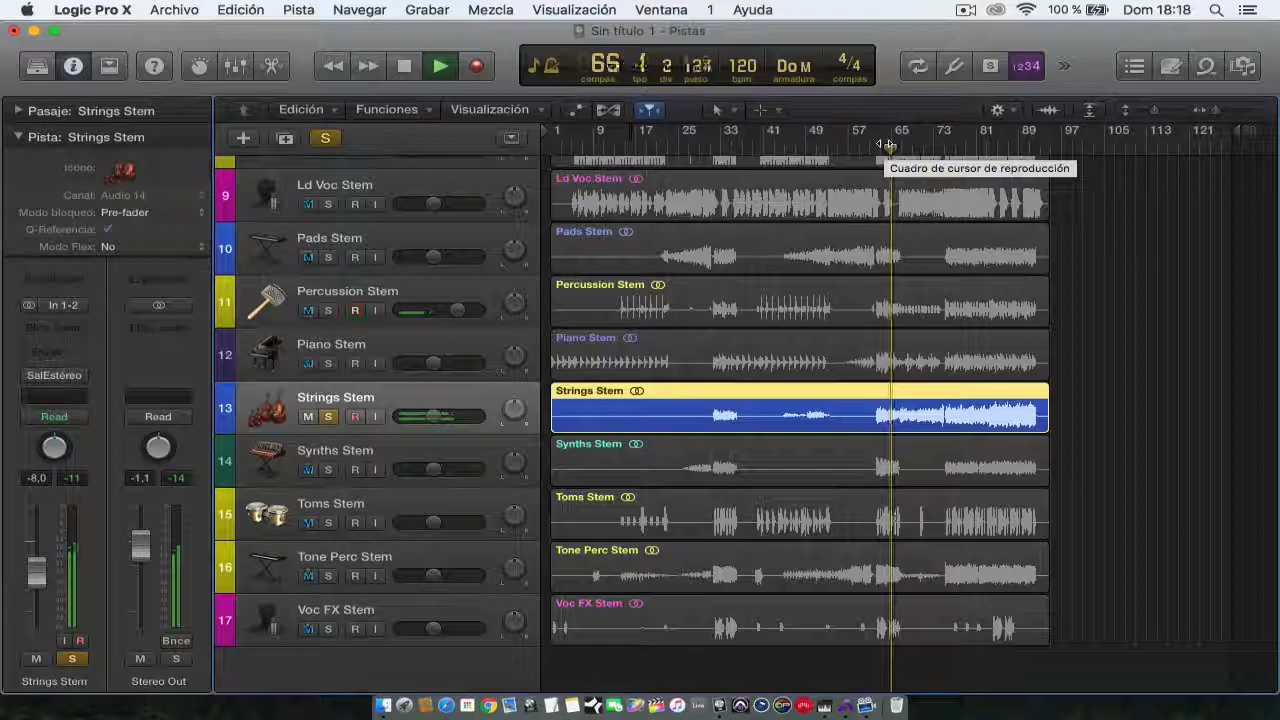 Logic Pro X Archivo Edición Pista Navegar Grabar Mezcla Visualización Ventana 1 Ayuda 100 % Dom 18:18
Sin título 1 - Pistas
66 1 3 120 Do M 4/4
compás tpo div pulso bpm armadura compás
1234
Pasaje: Strings Stem
Pista: Strings Stem
Icono:
Canal: Audio 14
Modo bloqueo: Pre-fader
Q-Referencia:
Modo Flex: No
In 1-2
Envío
SalEstéreo
Read Read
-8,0 -11 -1,1 -14
I R Bnce
M S M S
Strings Stem Stereo Out
Edición Funciones Visualización
S
1 9 17 25 33 41 49 57 65 73 81 89 97 105 113 121
Cuadro de cursor de reproducción
9 Ld Voc Stem M S R I
Ld Voc Stem
10 Pads Stem M S R I
Pads Stem
11 Percussion Stem M S R I
Percussion Stem
12 Piano Stem M S R I
Piano Stem
13 Strings Stem M S R I
Strings Stem
14 Synths Stem M S R I
Synths Stem
15 Toms Stem M S R I
Toms Stem
16 Tone Perc Stem M S R I
Tone Perc Stem
17 Voc FX Stem M S R I
Voc FX Stem